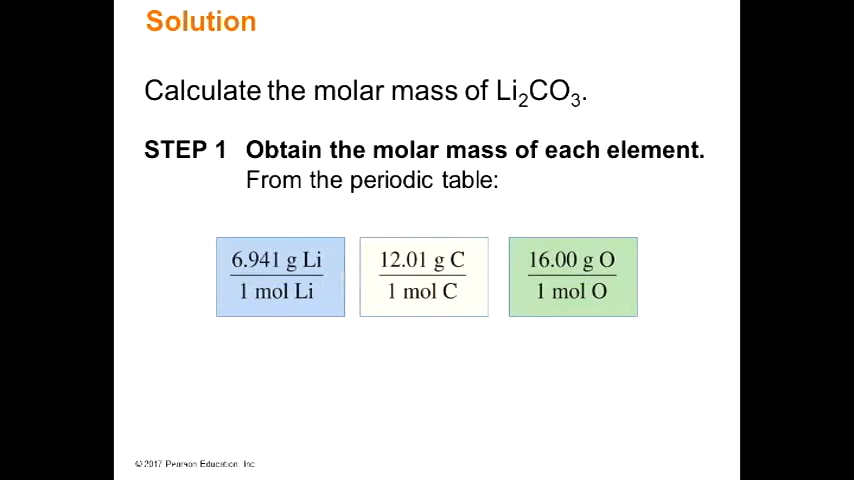 Solution
Calculate the molar mass of Li₂CO₃.
STEP 1 Obtain the molar mass of each element.
From the periodic table:
6.941 g Li
1 mol Li
12.01 g C
1 mol C
16.00 g O
1 mol O
© 2017 Pearson Education, Inc.